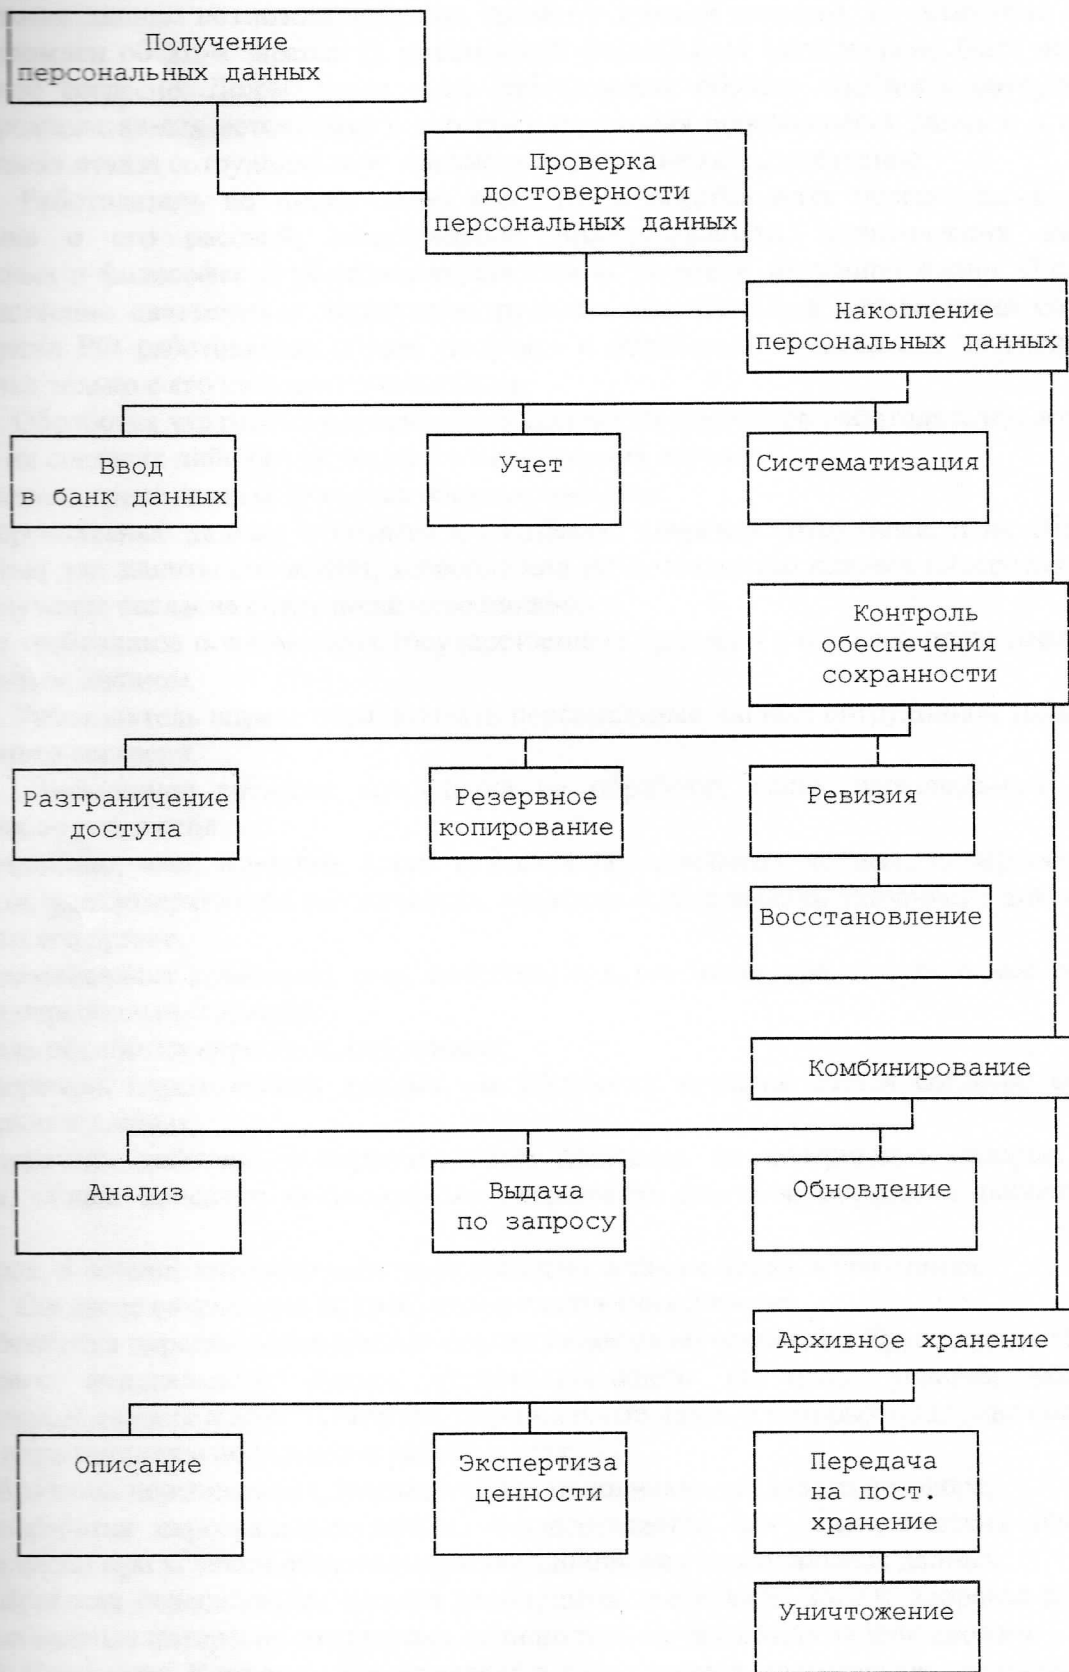 Получение
персональных данных
Проверка
достоверности
персональных данных
Накопление
персональных данных
Ввод
в банк данных
Учет
Систематизация
Контроль
обеспечения
сохранности
Разграничение
доступа
Резервное
копирование
Ревизия
Восстановление
Комбинирование
Анализ
Выдача
по запросу
Обновление
Архивное хранение
Описание
Экспертиза
ценности
Передача
на пост.
хранение
Уничтожение